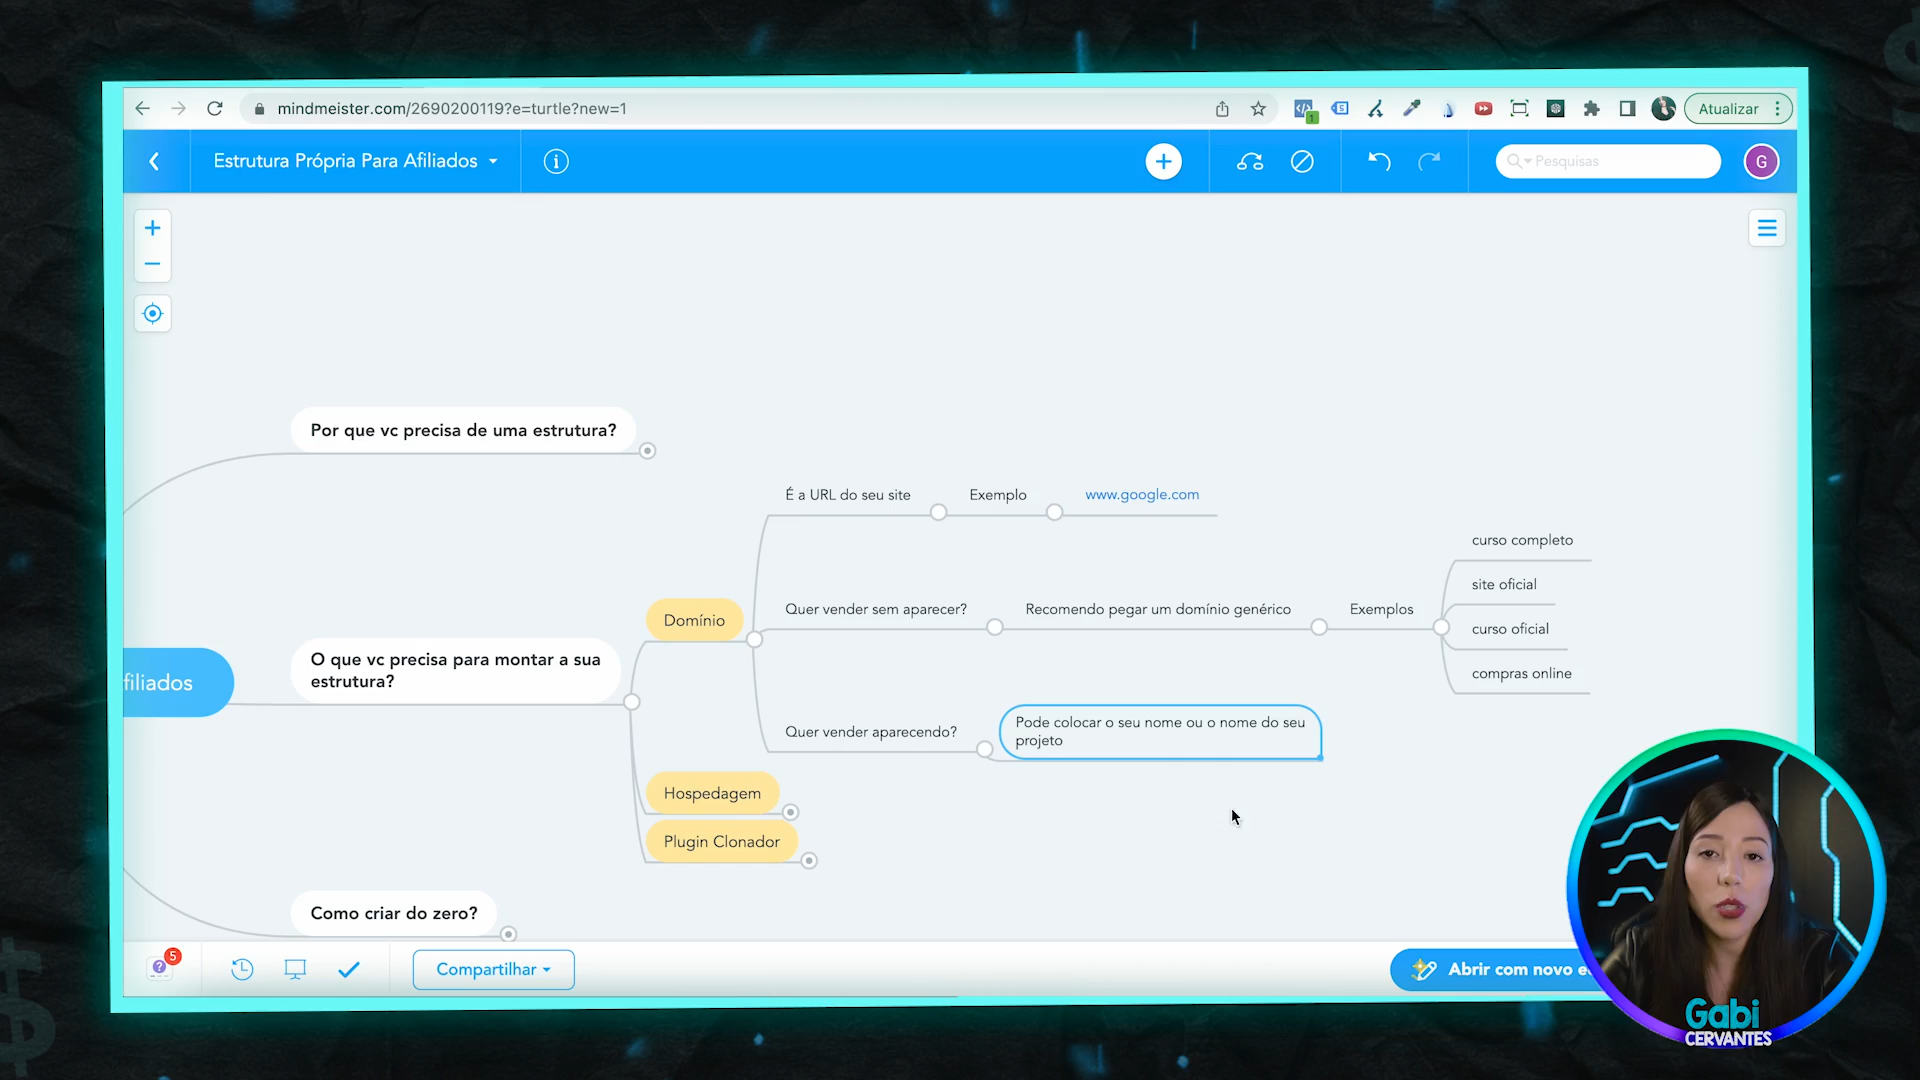 mindmeister.com/2690200119?e=turtle?new=1
1
5
Atualizar
Estrutura Própria Para Afiliados
Pesquisas
G
Por que vc precisa de uma estrutura?
É a URL do seu site
Exemplo
www.google.com
curso completo
site oficial
Quer vender sem aparecer?
Recomendo pegar um domínio genérico
Exemplos
Domínio
curso oficial
O que vc precisa para montar a sua
estrutura?
compras online
filiados
Quer vender aparecendo?
Pode colocar o seu nome ou o nome do seu
projeto
Hospedagem
Plugin Clonador
Como criar do zero?
5
Compartilhar
Abrir com novo e
Gabi
CERVANTES